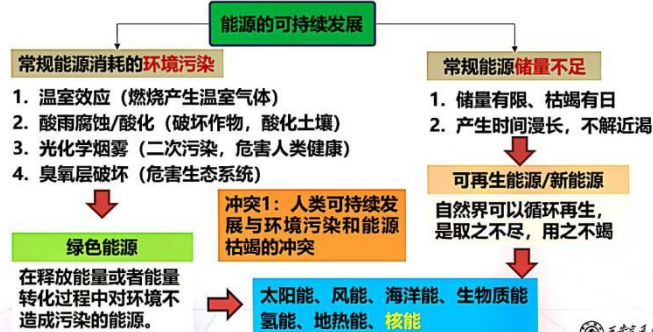 能源的可持续发展
常规能源消耗的环境污染
1. 温室效应（燃烧产生温室气体）
2. 酸雨腐蚀/酸化（破坏作物，酸化土壤）
3. 光化学烟雾（二次污染，危害人类健康）
4. 臭氧层破坏（危害生态系统）
常规能源储量不足
1. 储量有限、枯竭有日
2. 产生时间漫长，不解近渴
可再生能源/新能源
自然界可以循环再生，
是取之不尽，用之不竭
冲突1：人类可持续发
展与环境污染和能源
枯竭的冲突
绿色能源
在释放能量或者能量
转化过程中对环境不
造成污染的能源。
太阳能、风能、海洋能、生物质能
氢能、地热能、核能